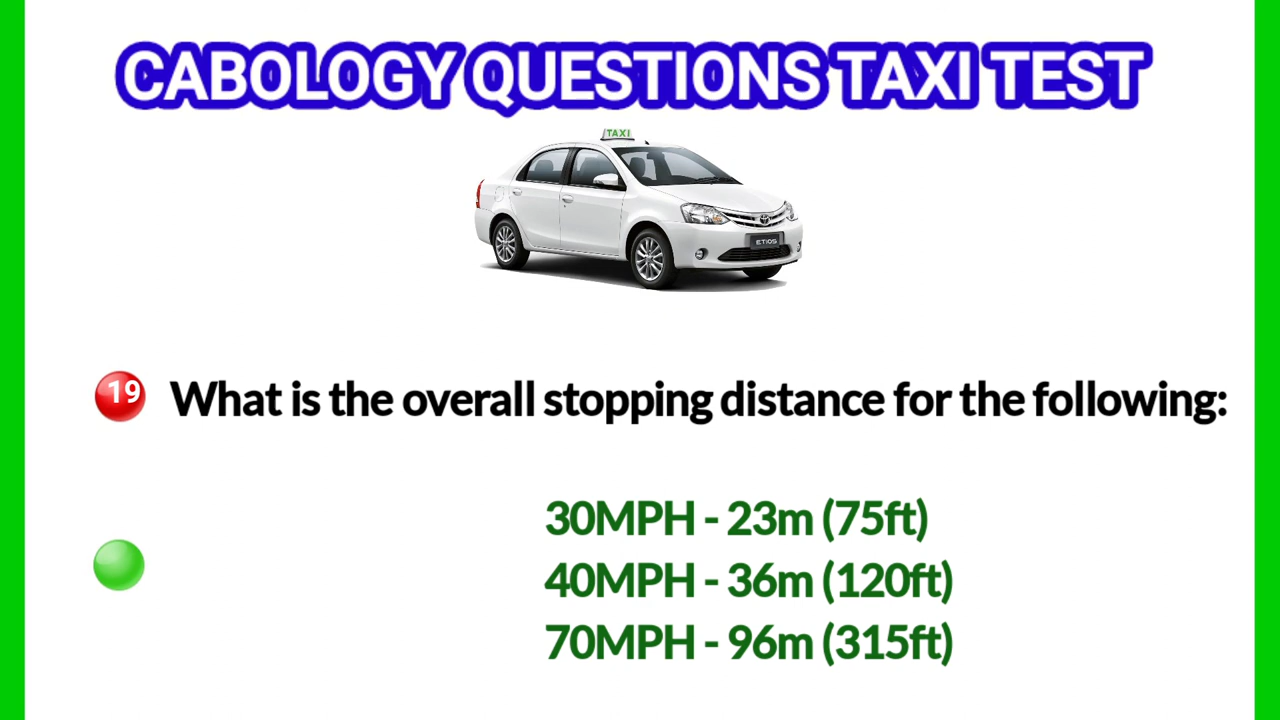 CABOLOGY QUESTIONS TAXI TEST
TAXI
ETIOS
19 What is the overall stopping distance for the following:
30MPH - 23m (75ft)
40MPH - 36m (120ft)
70MPH - 96m (315ft)